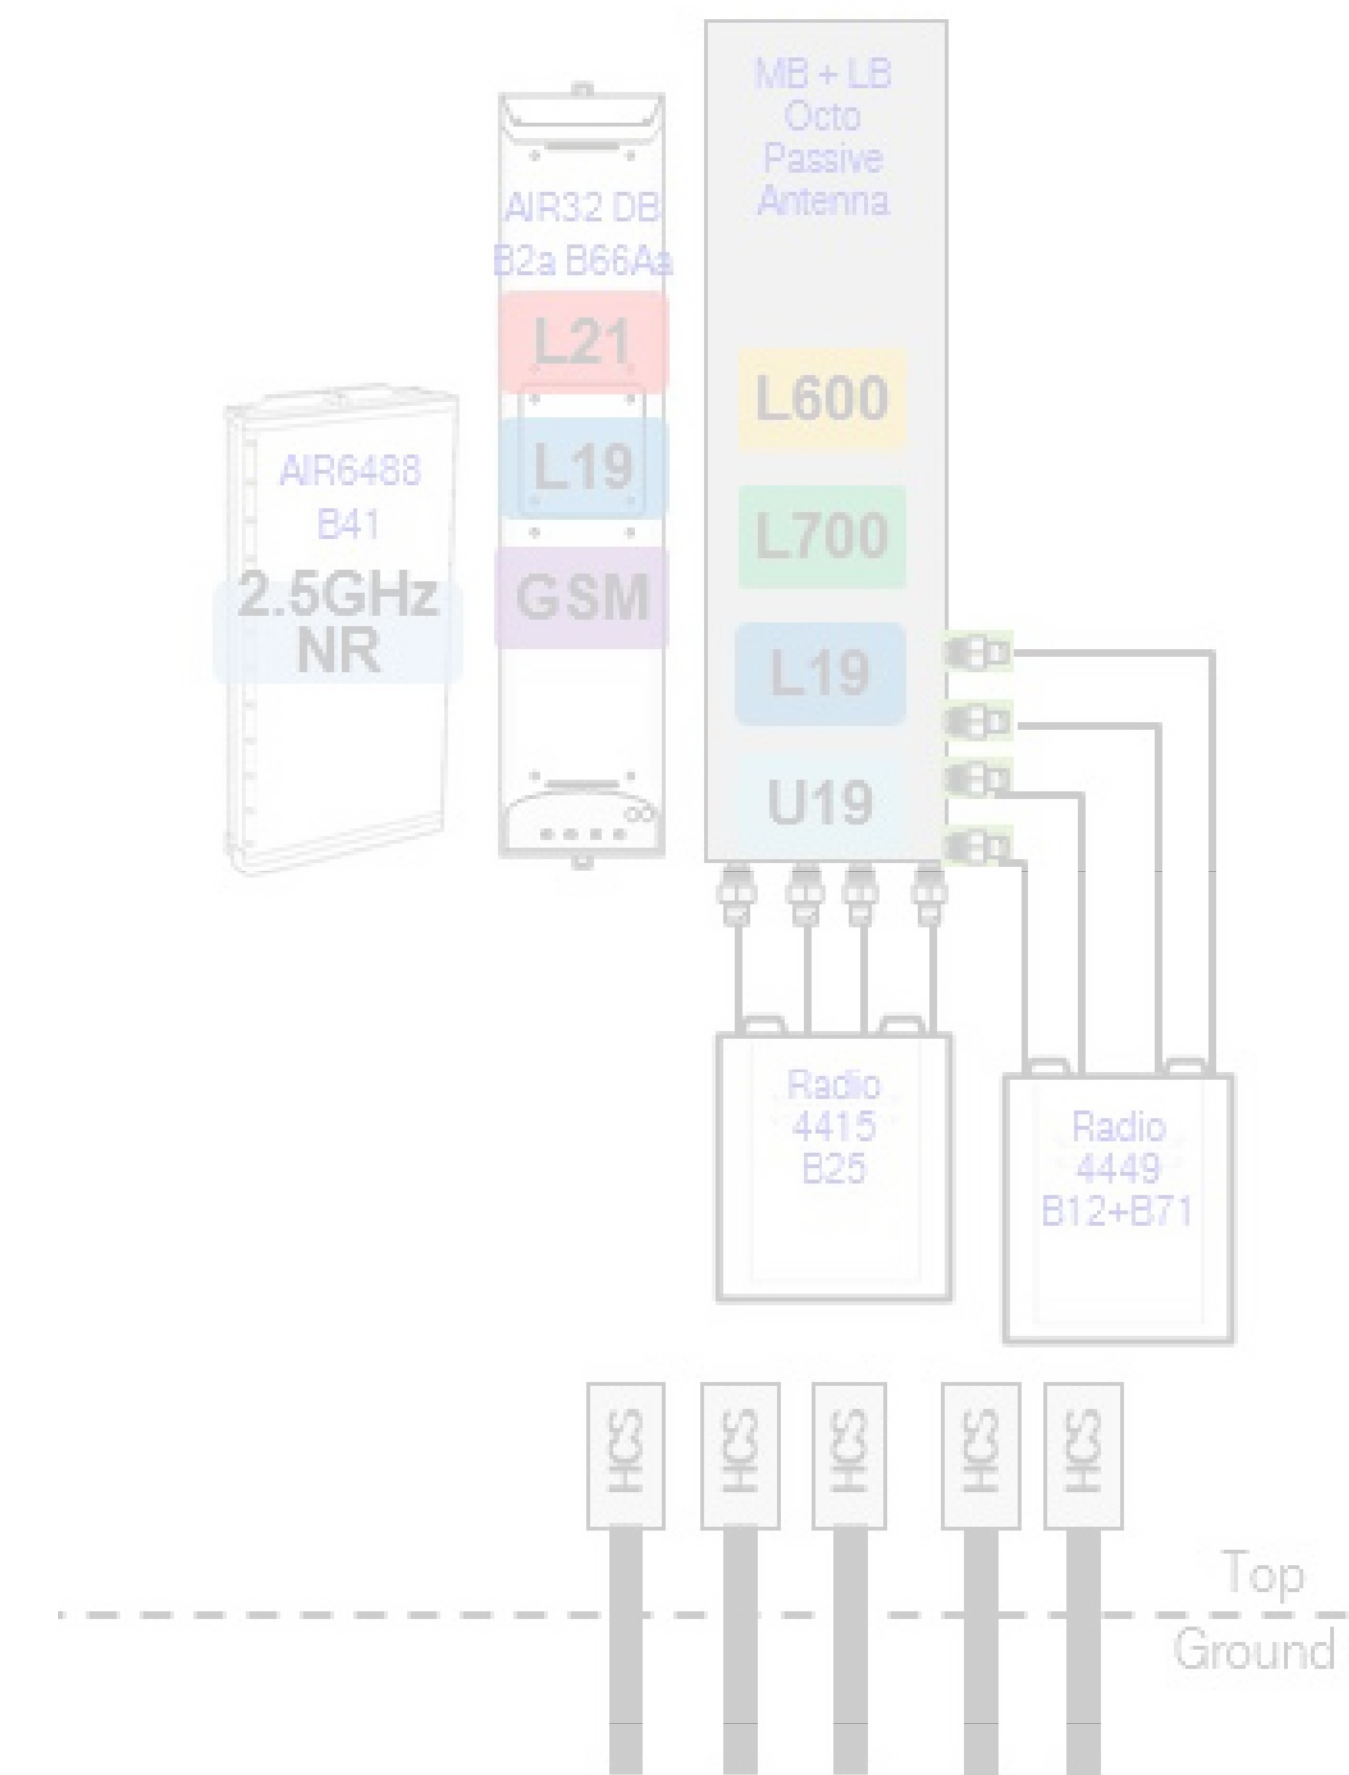 MB + LB
Octo
Passive
Antenna
AIR32 DB
B2a B66Aa
L21
L19
GSM
AIR6488
B41
2.5GHz
NR
L600
L700
L19
U19
Radio
4415
B25
Radio
4449
B12+B71
HCS
HCS
HCS
HCS
HCS
Top
Ground